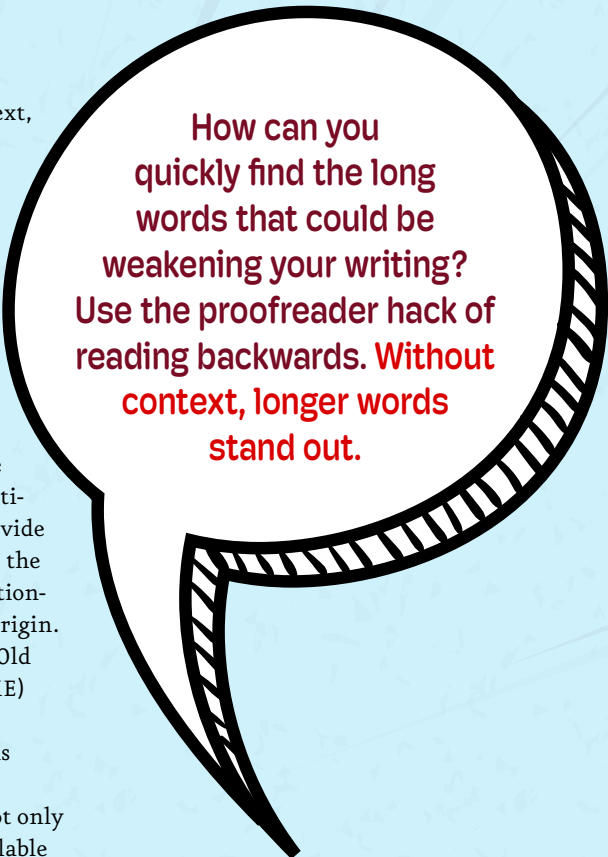 ext,
ti-
vide
the
tion-
rigin.
Old
E)
s
ot only
lable
How can you
quickly find the long
words that could be
weakening your writing?
Use the proofreader hack of
reading backwards. Without
context, longer words
stand out.